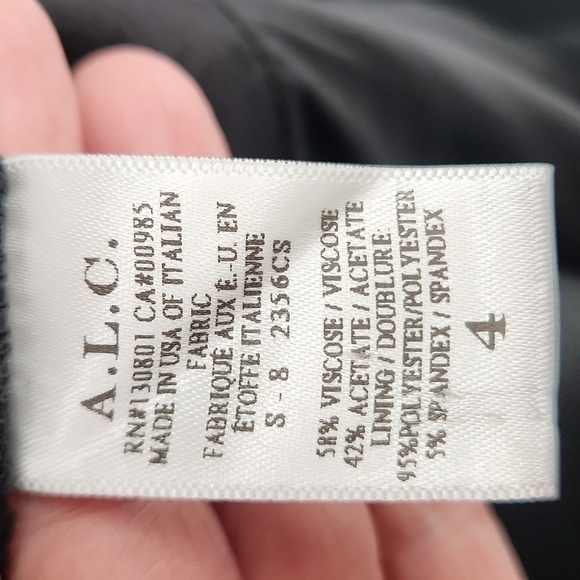 A.L.C.
RN#130801 CA#00985
MADE IN USA OF ITALIAN
FABRIC
FABRIQUE AUX É.-U. EN
ÉTOFFE ITALIENNE
S - 8 2356CS
58% VISCOSE / VISCOSE
42% ACETATE / ACETATE
LINING / DOUBLURE:
95%POLYESTER/POLYESTER
5% SPANDEX / SPANDEX
4